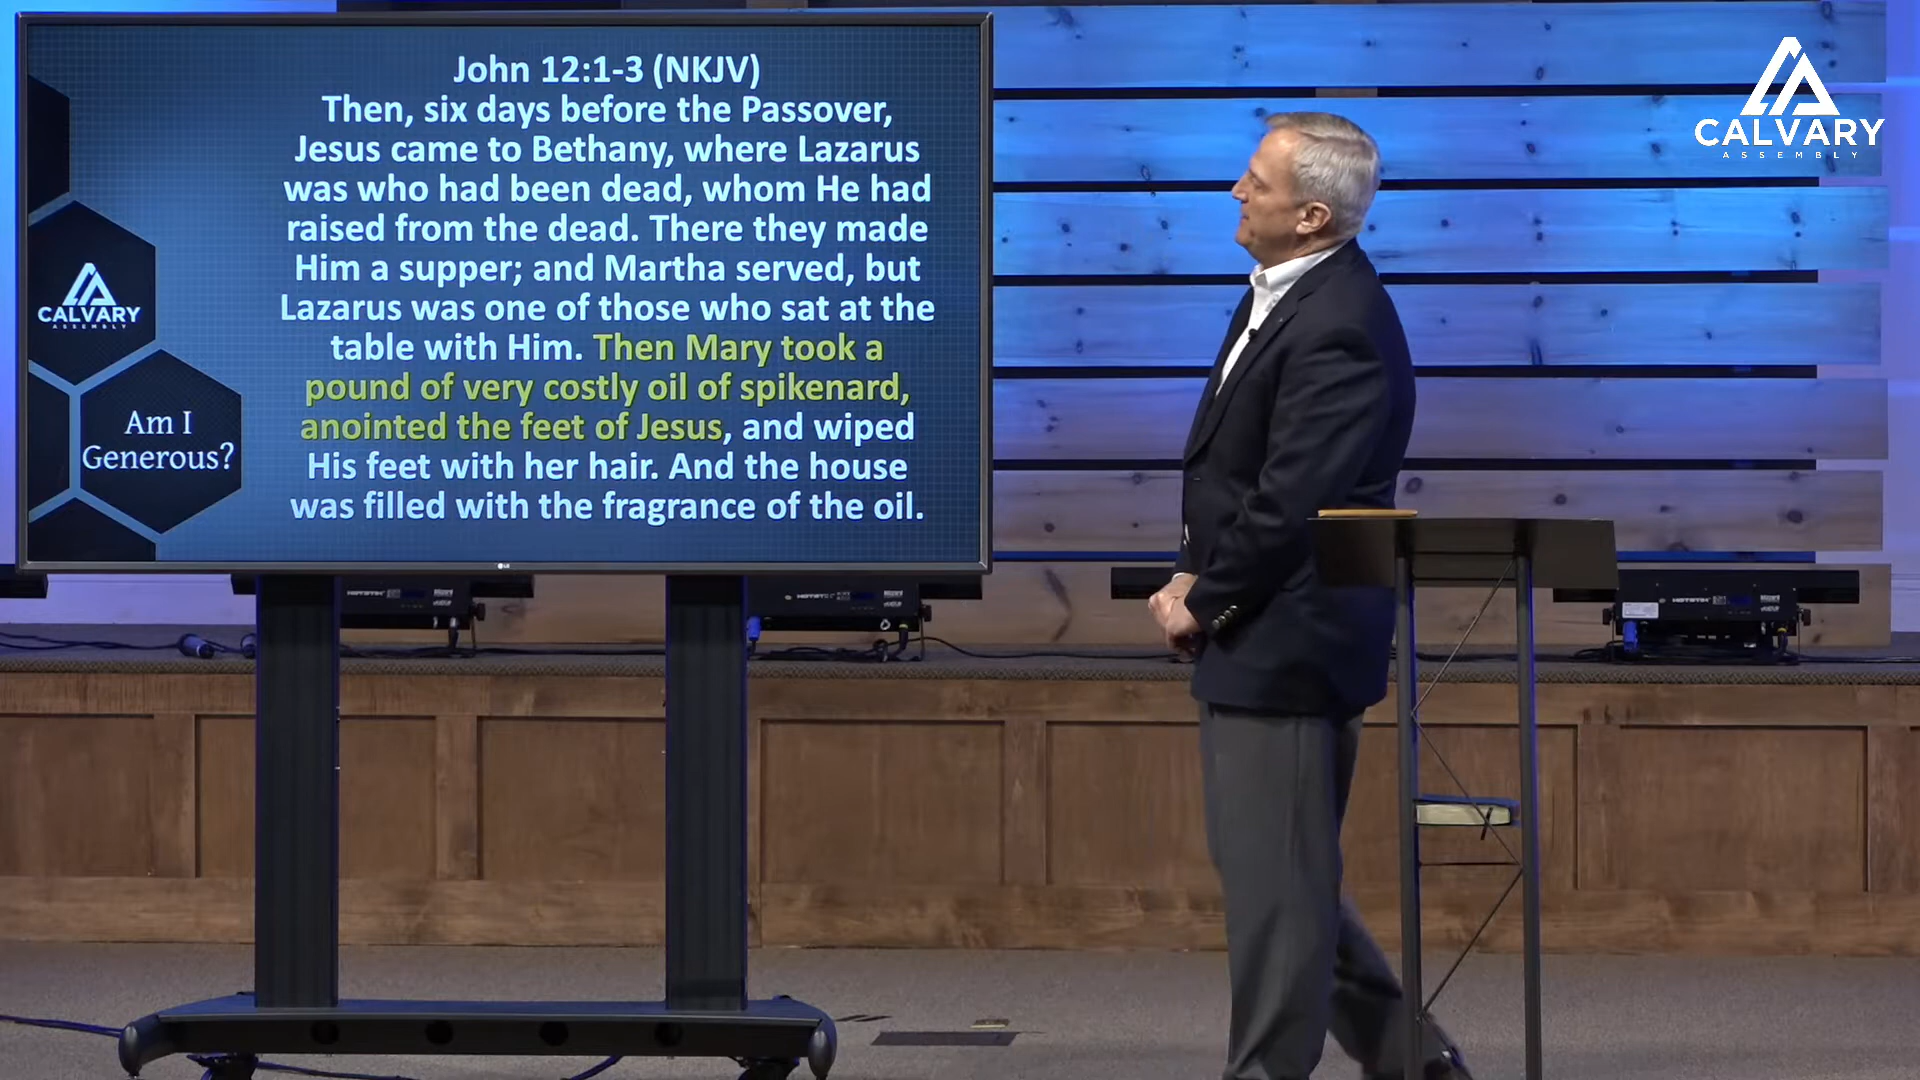 John 12:1-3 (NKJV)
Then, six days before the Passover,
Jesus came to Bethany, where Lazarus
was who had been dead, whom He had
raised from the dead. There they made
Him a supper; and Martha served, but
Lazarus was one of those who sat at the
table with Him. Then Mary took a
pound of very costly oil of spikenard,
anointed the feet of Jesus, and wiped
His feet with her hair. And the house
was filled with the fragrance of the oil.
CALVARY
ASSEMBLY
Am I
Generous?
LG
CALVARY
ASSEMBLY